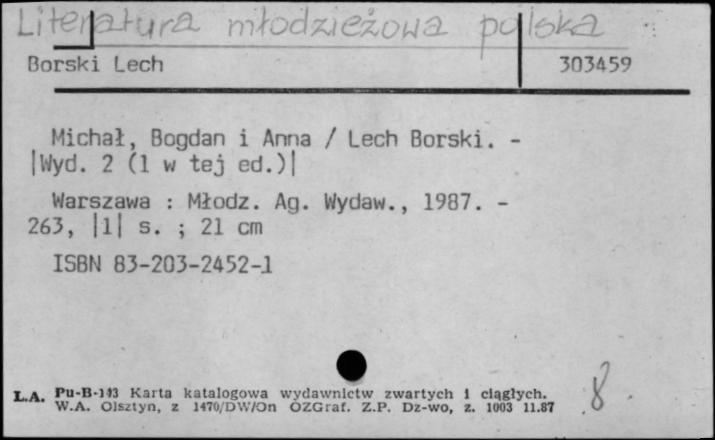 Literatura młodzieżowa polska
Borski Lech 303459
Michał, Bogdan i Anna / Lech Borski. -
|Wyd. 2 (1 w tej ed.)|
Warszawa : Młodz. Ag. Wydaw., 1987. -
263, |1| s. ; 21 cm
ISBN 83-203-2452-1
L.A. Pu-B-143 Karta katalogowa wydawnictw zwartych i ciągłych.
W.A. Olsztyn, z 1470/DW/On OZGraf. Z.P. Dz-wo, z. 1003 11.87
8.